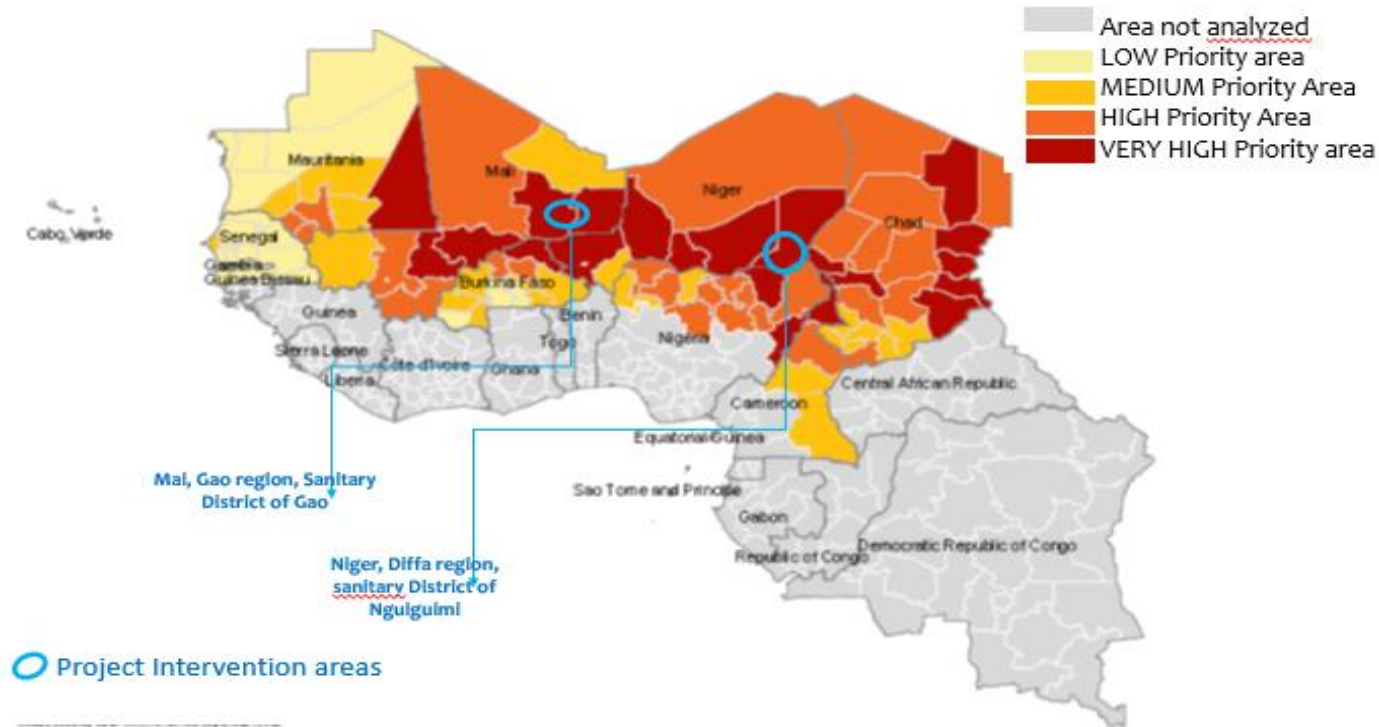 Area not analyzed
LOW Priority area
MEDIUM Priority Area
HIGH Priority Area
VERY HIGH Priority area
Mauritania
Mali
Niger
Chad
Cabo Verde
Senegal
Gambia
Guinea Bissau
Burkina Faso
Guinea
Benin
Sierra Leone
Togo
Nigeria
Côte d'Ivoire
Ghana
Liberia
Central African Republic
Cameroon
Equatorial Guinea
Mal, Gao region, Sanitary
District of Gao
Sao Tome and Principe
Gabon
Republic of Congo
Democratic Republic of Congo
Niger, Diffa region,
sanitary District of
Nguiguimi
Project Intervention areas